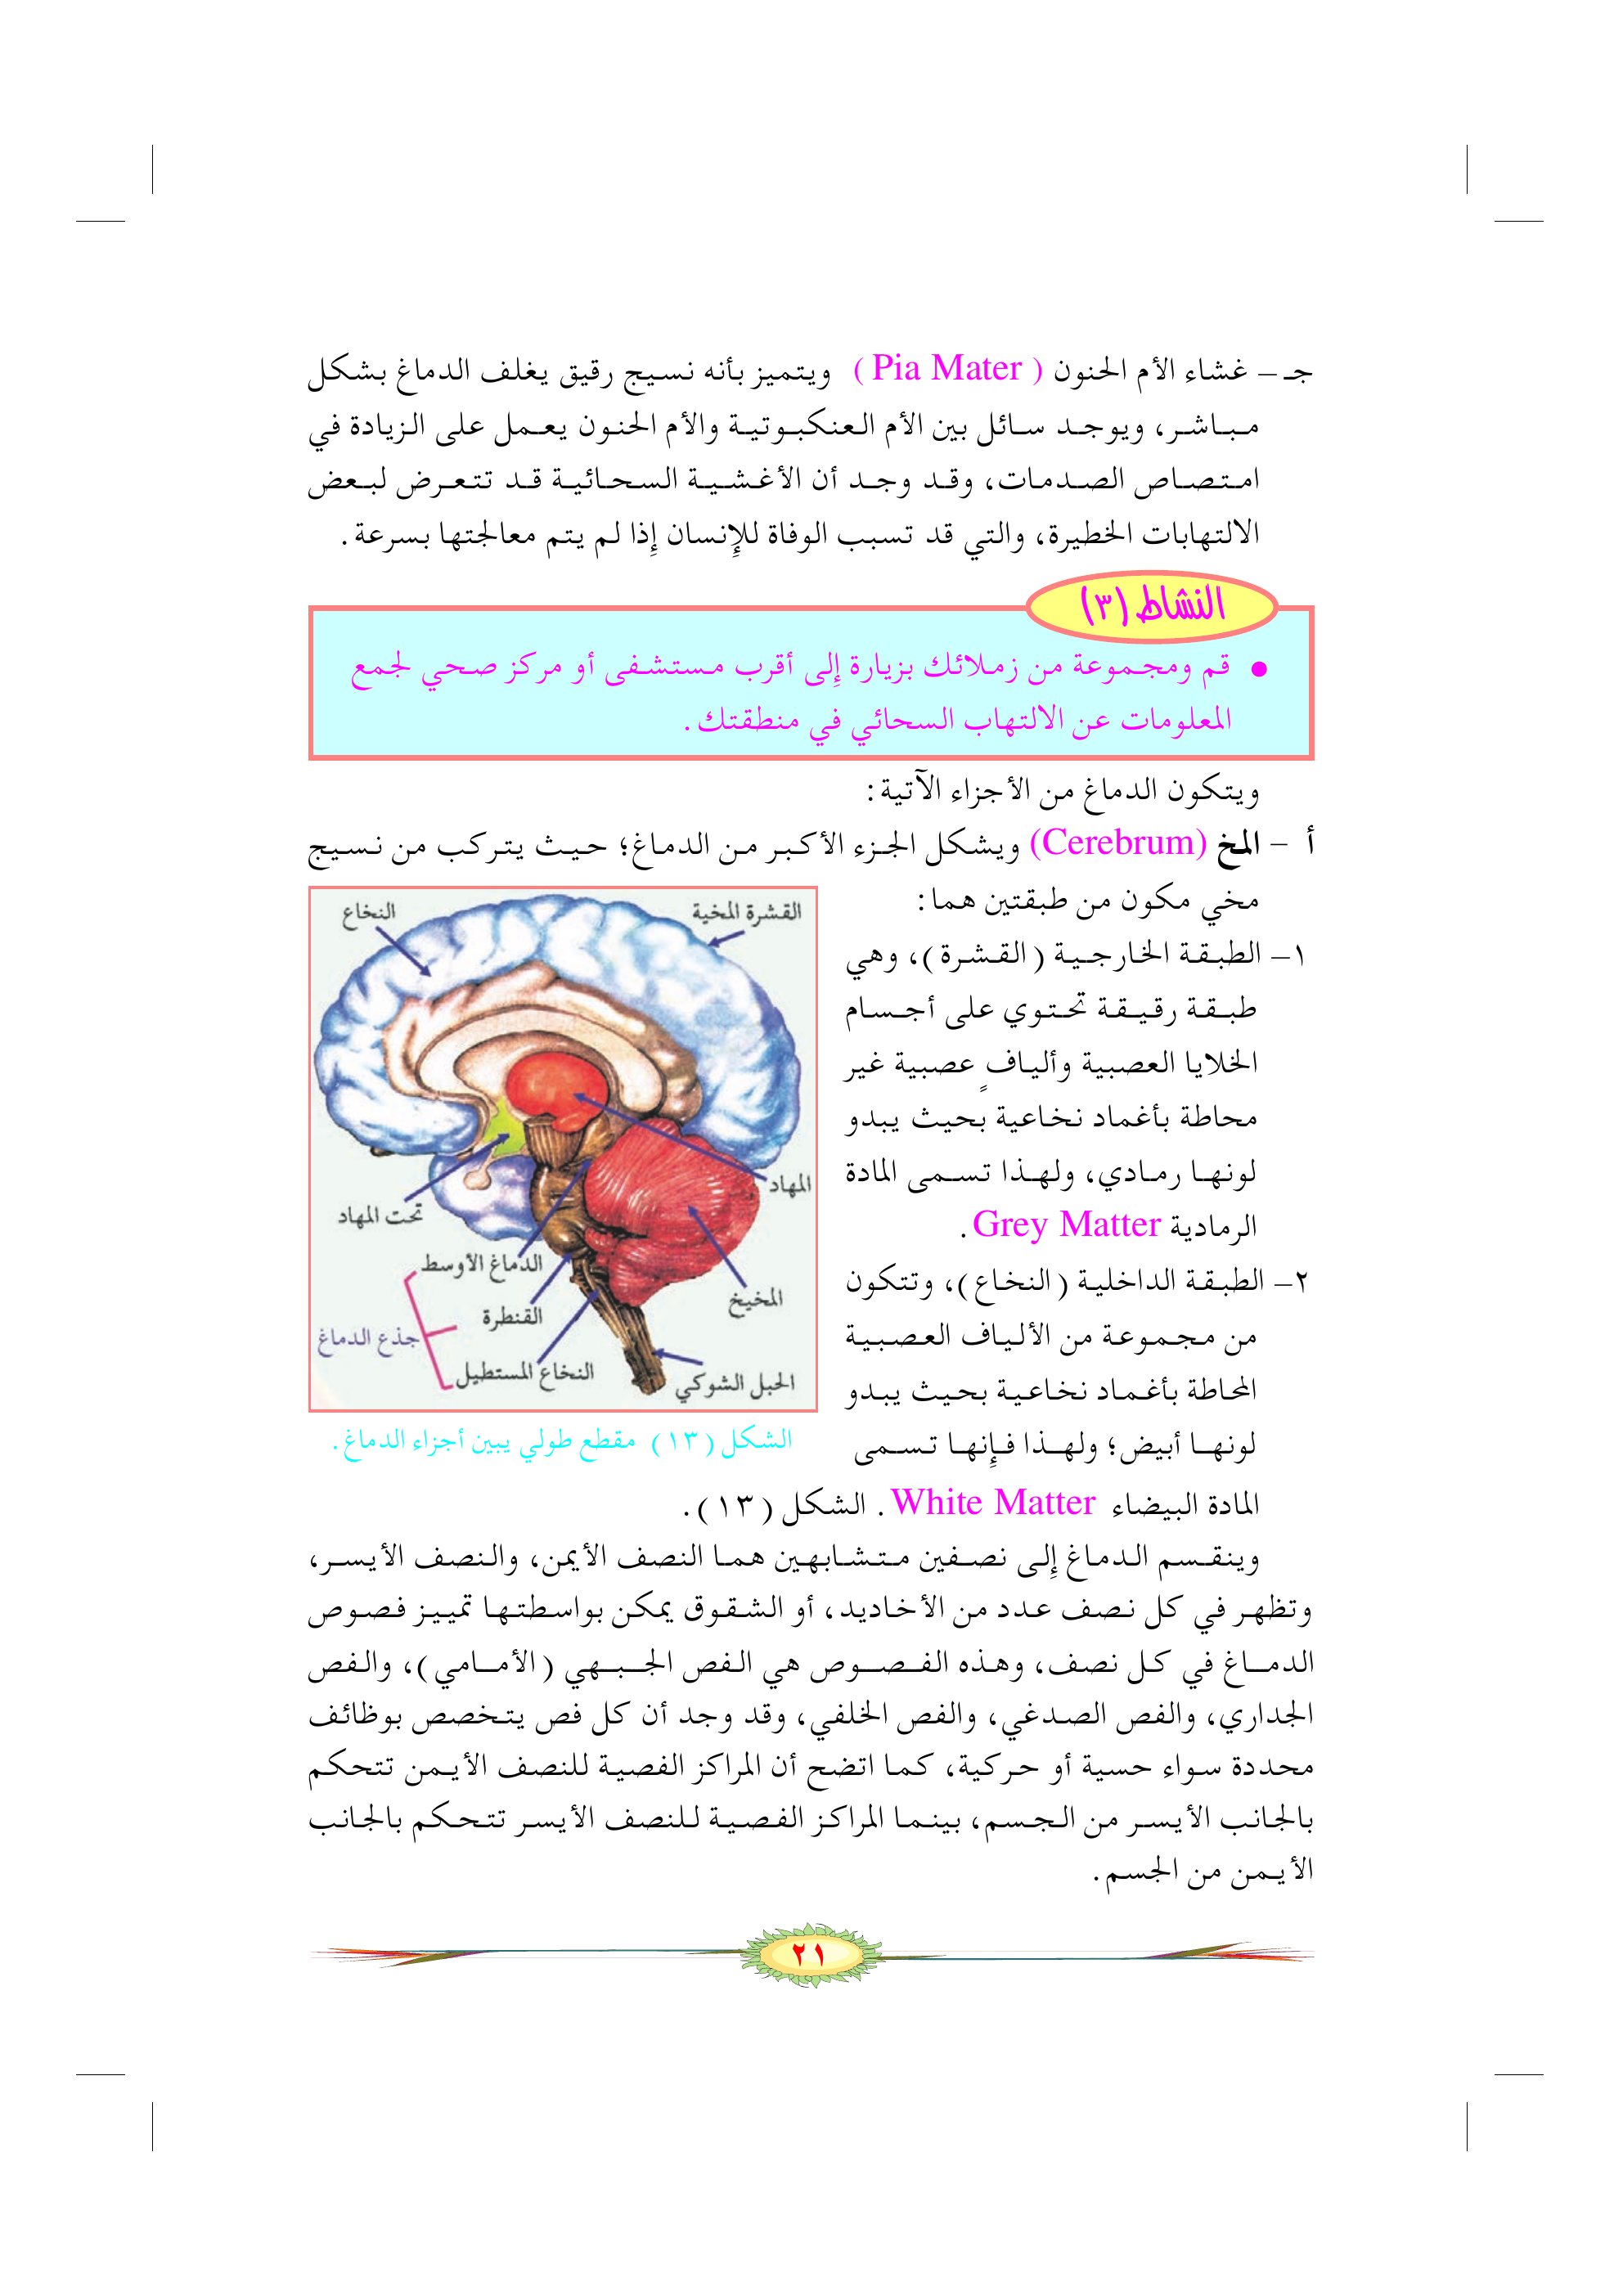 جـ – غشاء الأم الحنون ( Pia Mater ) ويتميز بأنه نسيج رقيق يغلف الدماغ بشكل
مباشر، ويوجد سائل بين الأم العنكبوتية والأم الحنون يعمل على الزيادة في
امتصاص الصدمات، وقد وجد أن الأغشية السحائية قد تتعرض لبعض
الالتهابات الخطيرة، والتي قد تسبب الوفاة للإنسان إذا لم يتم معالجتها بسرعة.
النشاط (٣)
● قم ومجموعة من زملائك بزيارة إلى أقرب مستشفى أو مركز صحي لجمع
المعلومات عن الالتهاب السحائي في منطقتك.
ويتكون الدماغ من الأجزاء الآتية:
أ – المخ (Cerebrum) ويشكل الجزء الأكبر من الدماغ؛ حيث يتركب من نسيج
مخي مكون من طبقتين هما:
١– الطبقة الخارجية (القشرة)، وهي
طبقة رقيقة تحتوي على أجسام
الخلايا العصبية وأليافٍ عصبية غير
محاطة بأغماد نخاعية بحيث يبدو
لونها رمادي، ولهذا تسمى المادة
الرمادية Grey Matter .
٢– الطبقة الداخلية (النخاع)، وتتكون
من مجموعة من الألياف العصبية
المحاطة بأغماد نخاعية بحيث يبدو
لونها أبيض؛ ولهذا فإنها تسمى
المادة البيضاء White Matter . الشكل (١٣).
القشرة المخية
النخاع
المهاد
تحت المهاد
الدماغ الأوسط
المخيخ
القنطرة
جذع الدماغ
النخاع المستطيل
الحبل الشوكي
الشكل (١٣) مقطع طولي يبين أجزاء الدماغ.
وينقسم الدماغ إلى نصفين متشابهين هما النصف الأيمن، والنصف الأيسر،
وتظهر في كل نصف عدد من الأخاديد، أو الشقوق يمكن بواسطتها تمييز فصوص
الدماغ في كل نصف، وهذه الفصوص هي الفص الجبهي (الأمامي)، والفص
الجداري، والفص الصدغي، والفص الخلفي، وقد وجد أن كل فص يتخصص بوظائف
محددة سواء حسية أو حركية، كما اتضح أن المراكز الفصية للنصف الأيمن تتحكم
بالجانب الأيسر من الجسم، بينما المراكز الفصية للنصف الأيسر تتحكم بالجانب
الأيمن من الجسم.
٢١